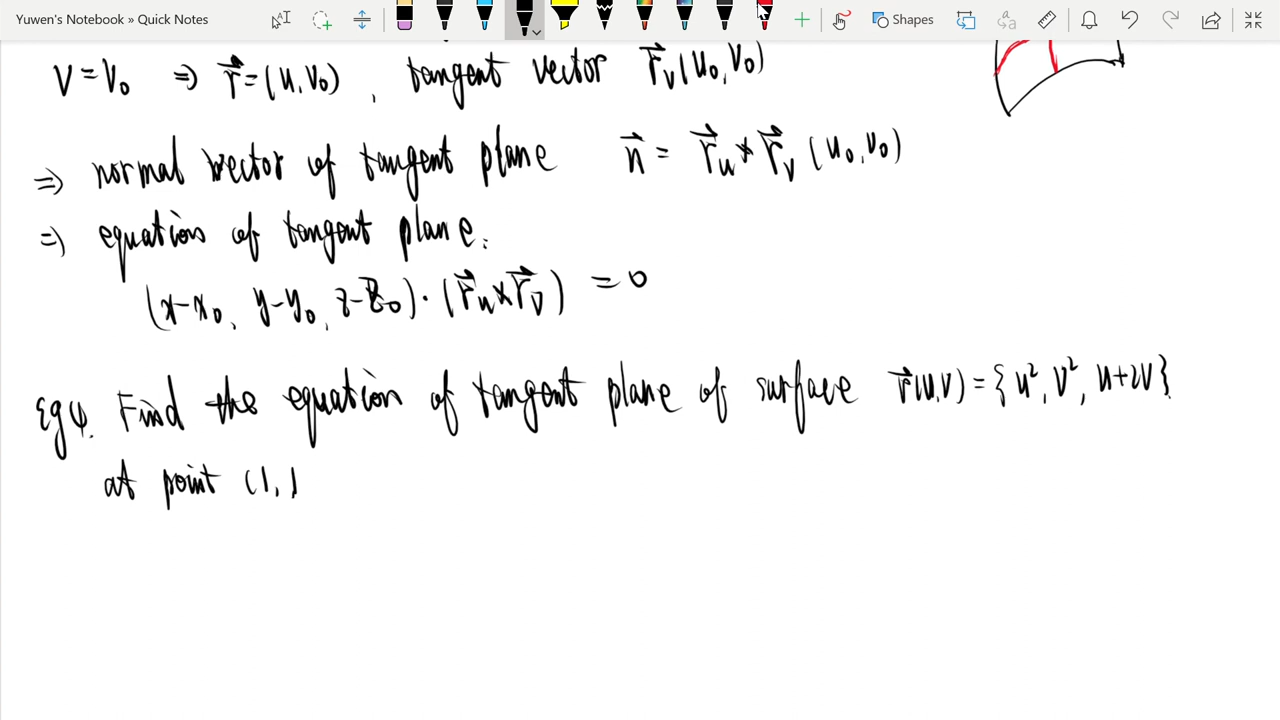 Yuwen's Notebook » Quick Notes
Shapes
V = V₀ ⇒ r⃗ = (u, v₀), tangent vector r⃗ᵥ(u₀, v₀)
⇒ normal vector of tangent plane n⃗ = r⃗ᵤ × r⃗ᵥ (u₀, v₀)
⇒ equation of tangent plane.
(x-x₀, y-y₀, z-z₀)·(r⃗ᵤ×r⃗ᵥ) = 0
Eg 4. Find the equation of tangent plane of surface r⃗(u,v) = {u², v², u+2v}
at point (1, 1